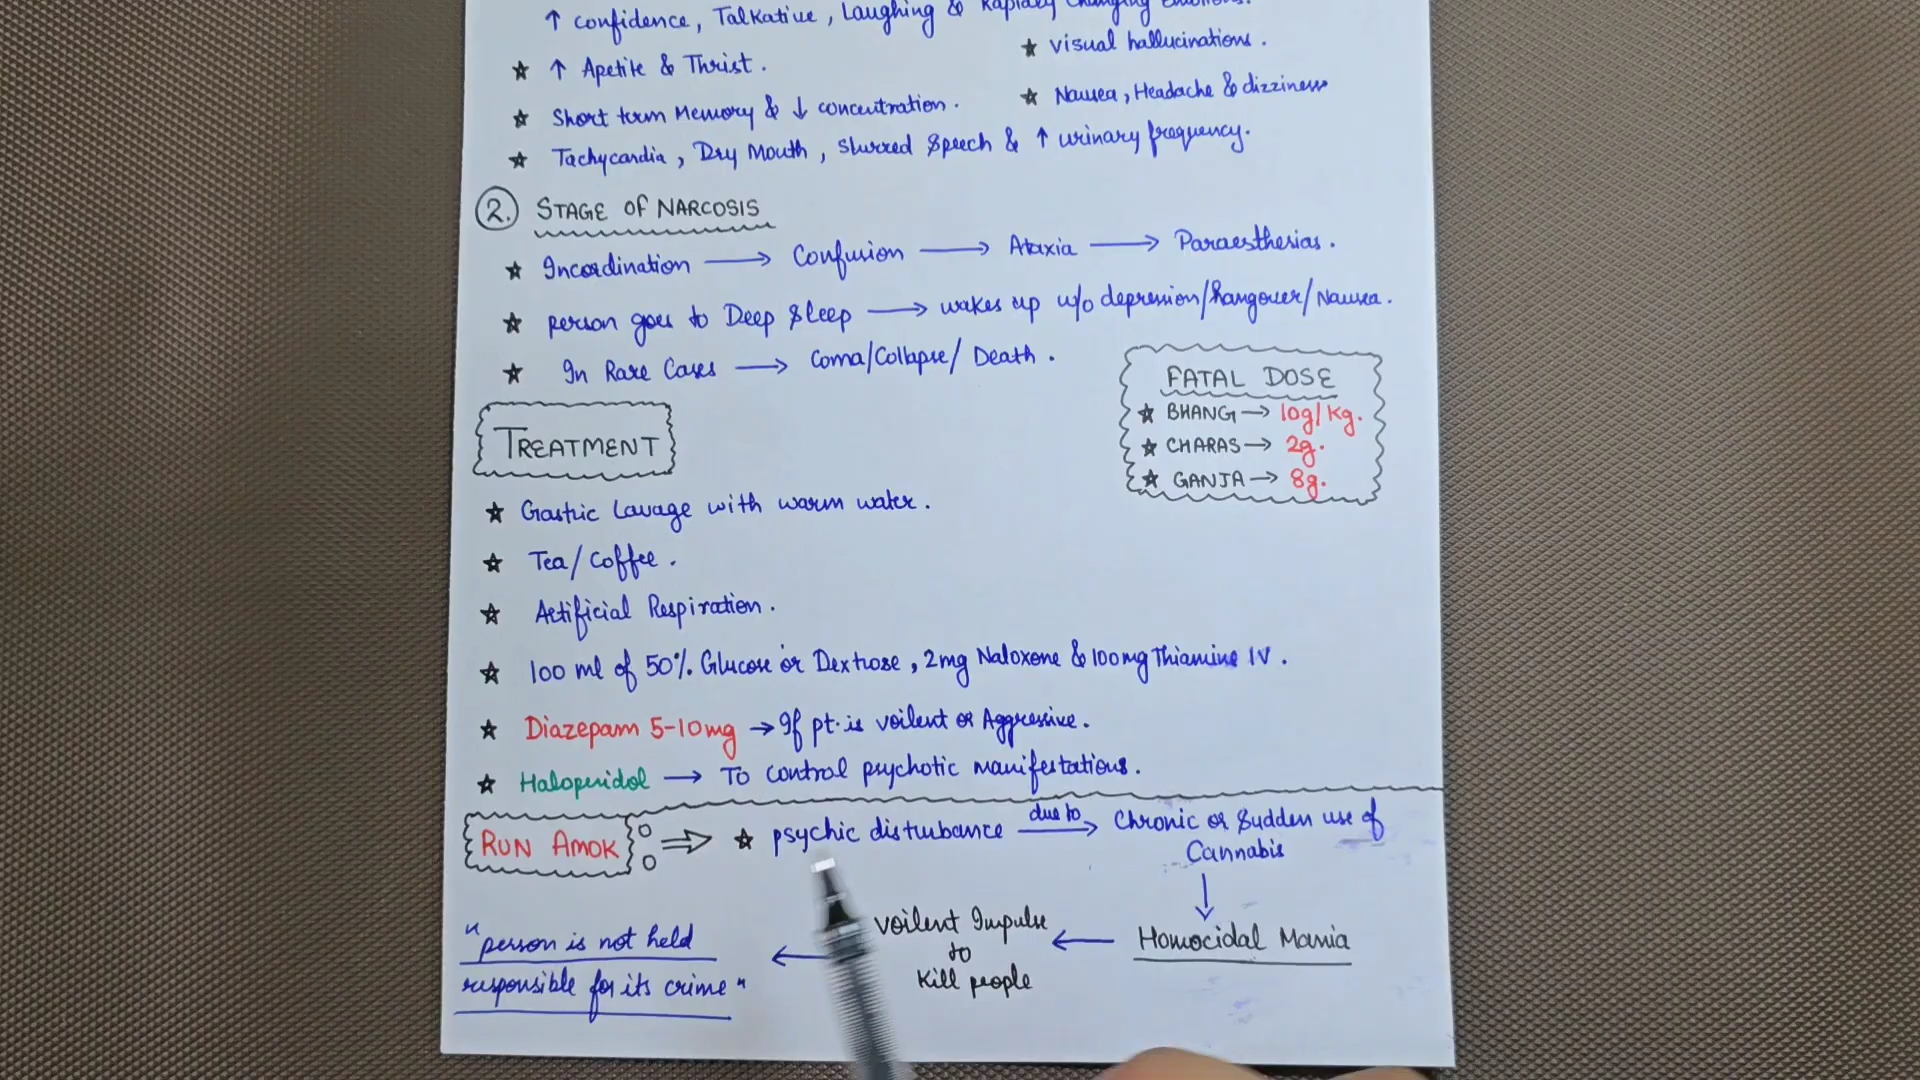 ↑ confidence, Talkative, Laughing & Rapidly Changing emotions.
★ visual hallucinations.
★ ↑ Apetite & Thrist.
★ Nausea, Headache & dizziness
★ Short term Memory & ↓ concentration.
★ Tachycardia, Dry Mouth, Slurred Speech & ↑ urinary frequency.
2. STAGE OF NARCOSIS
★ Incordination → Confusion → Ataxia → Paraesthesias.
★ person goes to Deep Sleep → wakes up w/o depression/hangover/Nausea.
★ In Rare Cases → Coma/Collapse/ Death.
FATAL DOSE
★ BHANG → 10g/kg.
★ CHARAS → 2g.
★ GANJA → 8g.
TREATMENT
★ Gastric Lavage with warm water.
★ Tea/Coffee.
★ Artificial Respiration.
★ 100 ml of 50% Glucose or Dextrose, 2mg Naloxone & 100mg Thiamine IV.
★ Diazepam 5-10mg → If pt. is voilent or Aggressive.
★ Haloperidol → To control psychotic manifestations.
RUN AMOK ⇒ ★ psychic disturbance due to → Chronic or Sudden use of
Cannabis
↓
Homocidal Mania
← voilent Impulse
to
Kill people
← "person is not held
responsible for its crime"